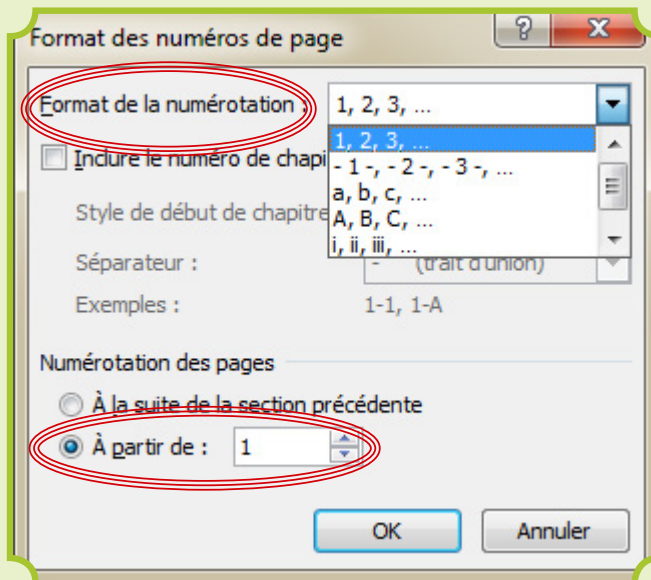 Format des numéros de page
Format de la numérotation : 1, 2, 3, ...
1, 2, 3, ...
Inclure le numéro de chapi
- 1 -, - 2 -, - 3 -, ...
a, b, c, ...
Style de début de chapitre
A, B, C, ...
i, ii, iii, ...
Séparateur : - (trait d'union)
Exemples : 1-1, 1-A
Numérotation des pages
À la suite de la section précédente
À partir de : 1
OK Annuler